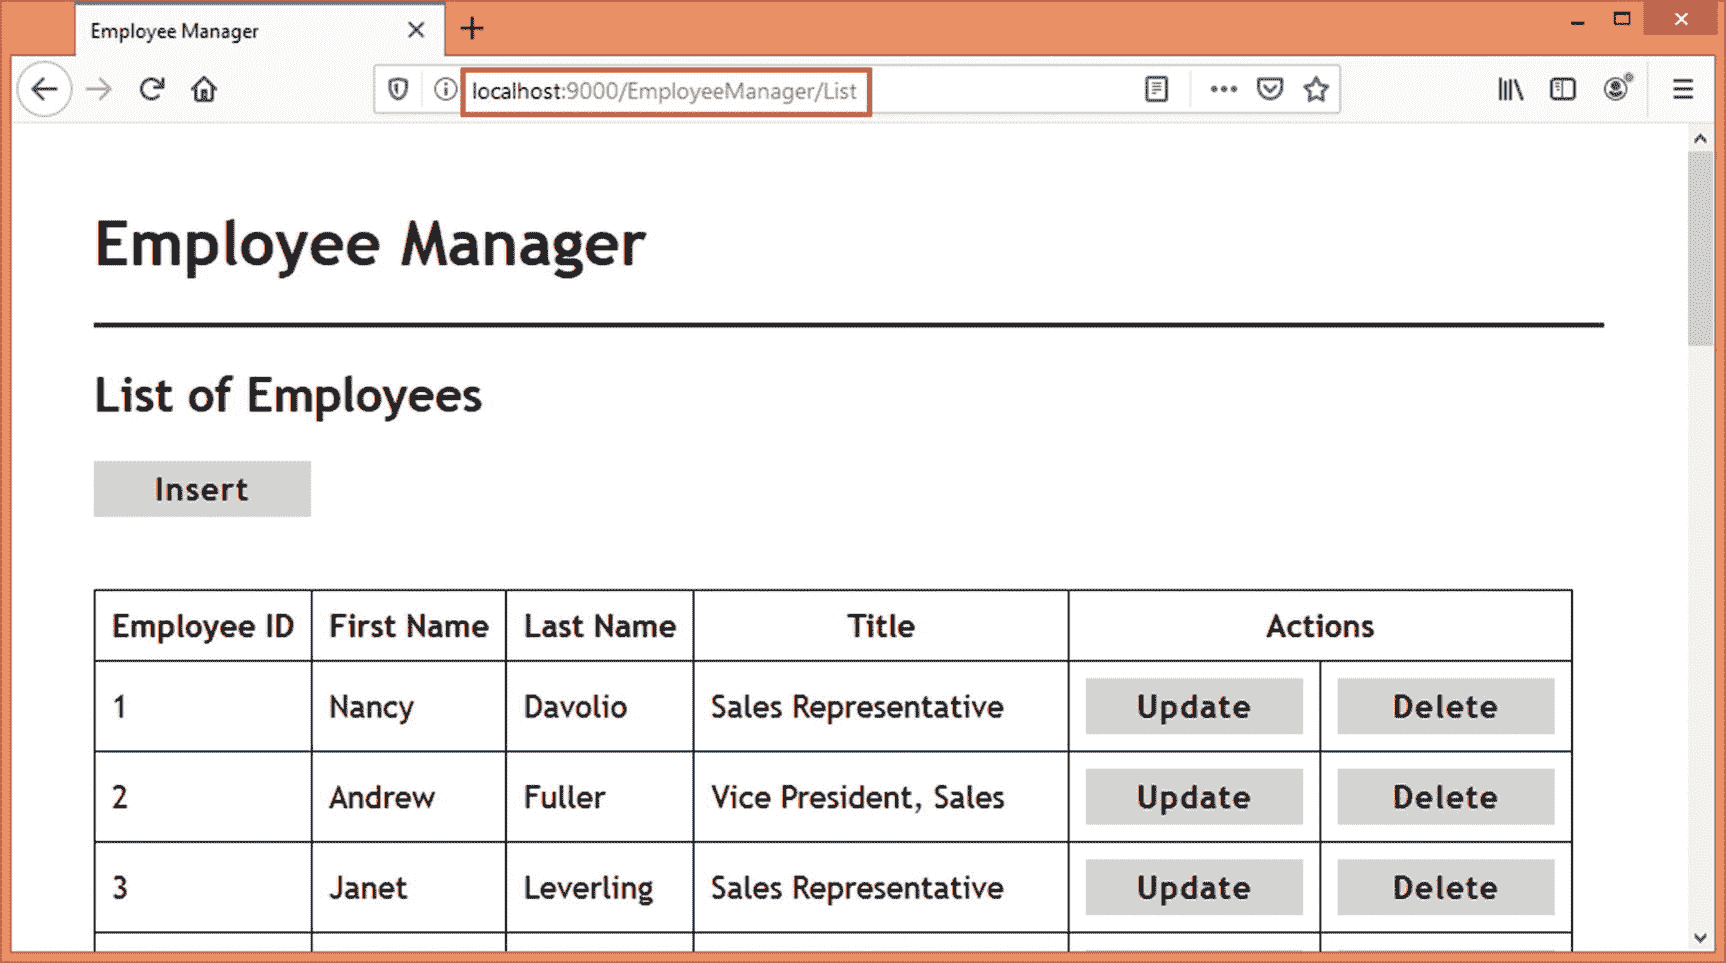 Employee Manager
localhost:9000/EmployeeManager/List
Employee Manager
List of Employees
Insert
Employee ID First Name Last Name Title Actions
1 Nancy Davolio Sales Representative Update Delete
2 Andrew Fuller Vice President, Sales Update Delete
3 Janet Leverling Sales Representative Update Delete